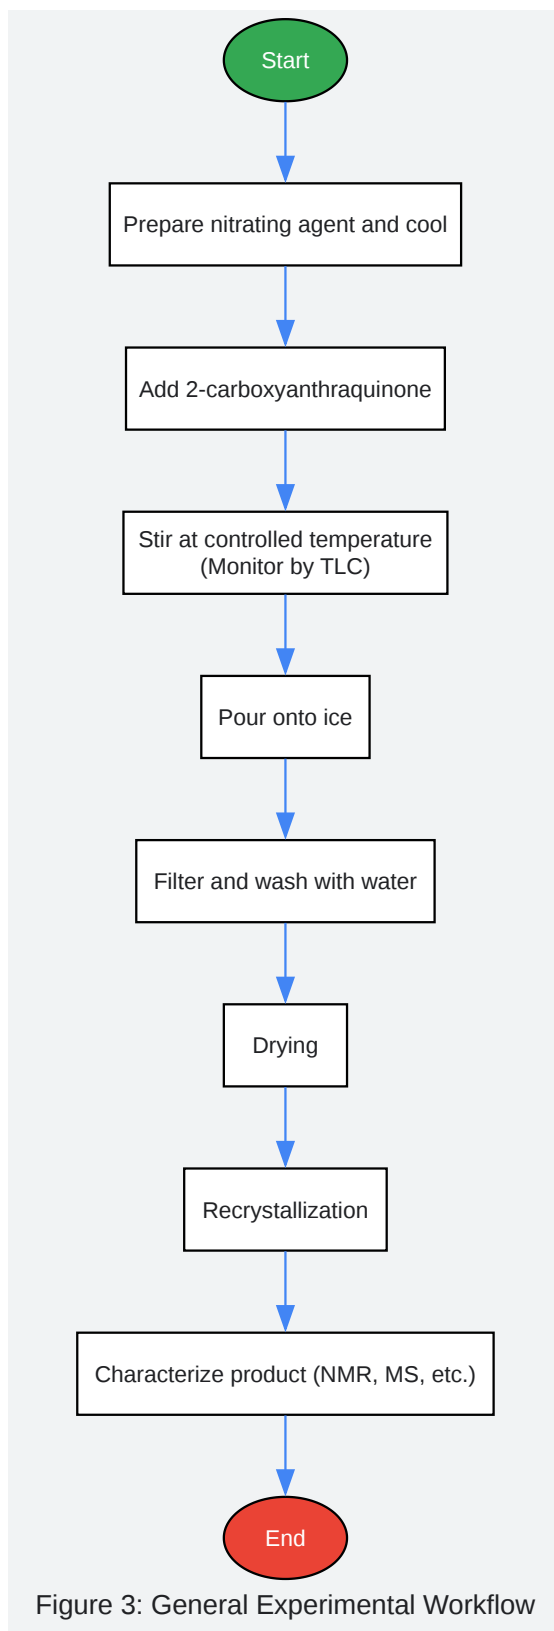 Start
Prepare nitrating agent and cool
Add 2-carboxyanthraquinone
Stir at controlled temperature
(Monitor by TLC)
Pour onto ice
Filter and wash with water
Drying
Recrystallization
Characterize product (NMR, MS, etc.)
End
Figure 3: General Experimental Workflow